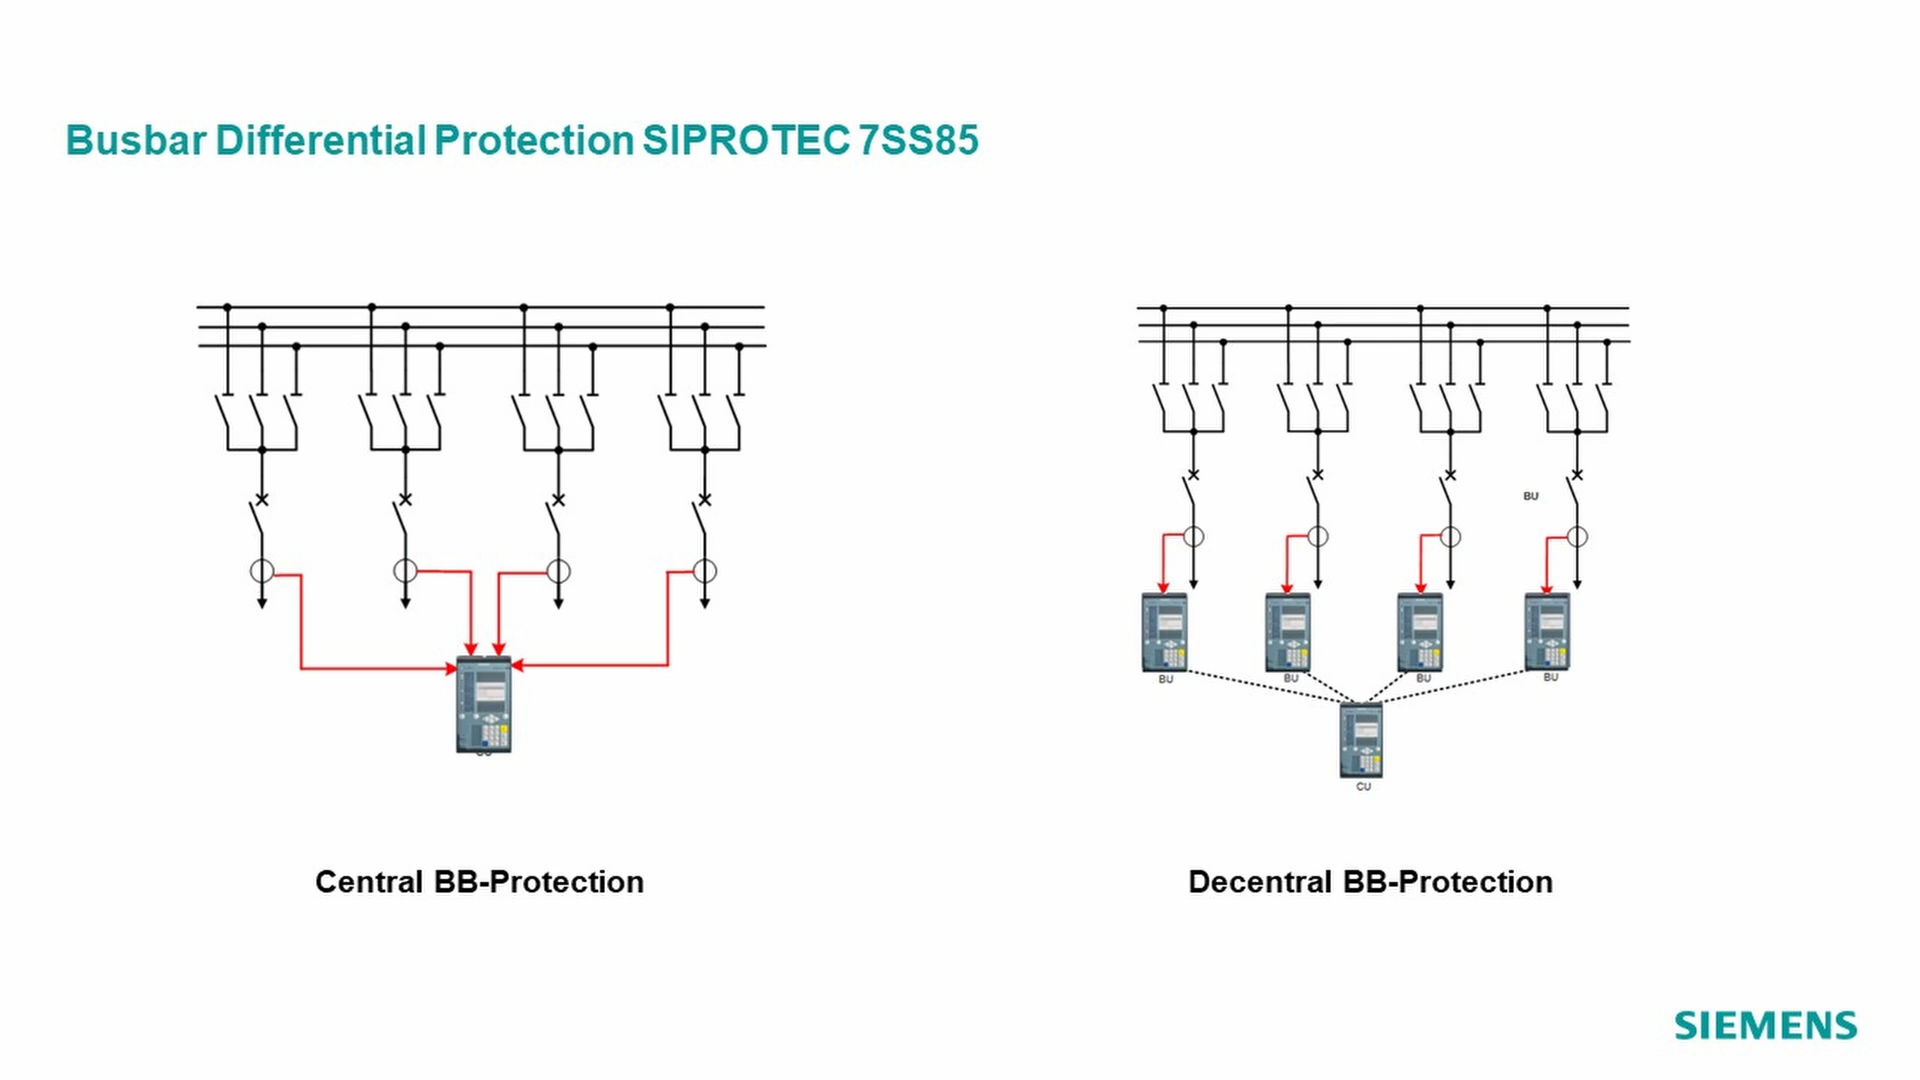 Busbar Differential Protection SIPROTEC 7SS85
BU
BU
BU
BU
BU
CU
Central BB-Protection
Decentral BB-Protection
SIEMENS